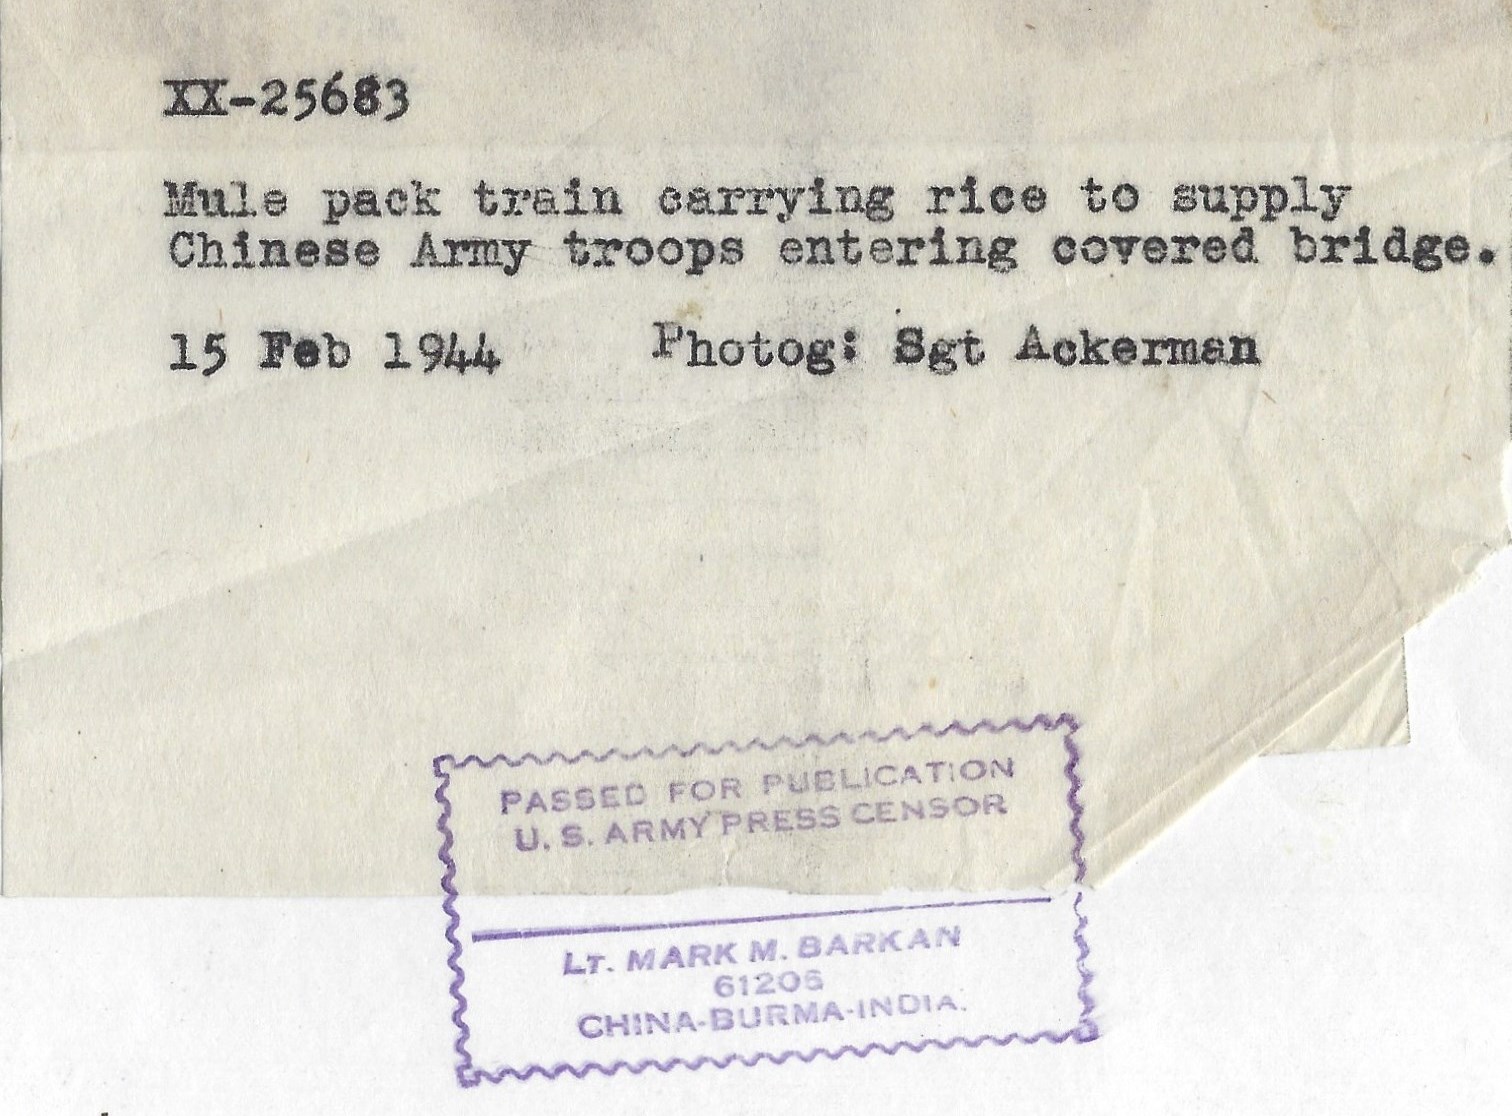 XX-25683
Mule pack train carrying rice to supply
Chinese Army troops entering covered bridge.
15 Feb 1944 Photog: Sgt Ackerman
PASSED FOR PUBLICATION
U. S. ARMY PRESS CENSOR
LT. MARK M. BARKAN
61206
CHINA-BURMA-INDIA.